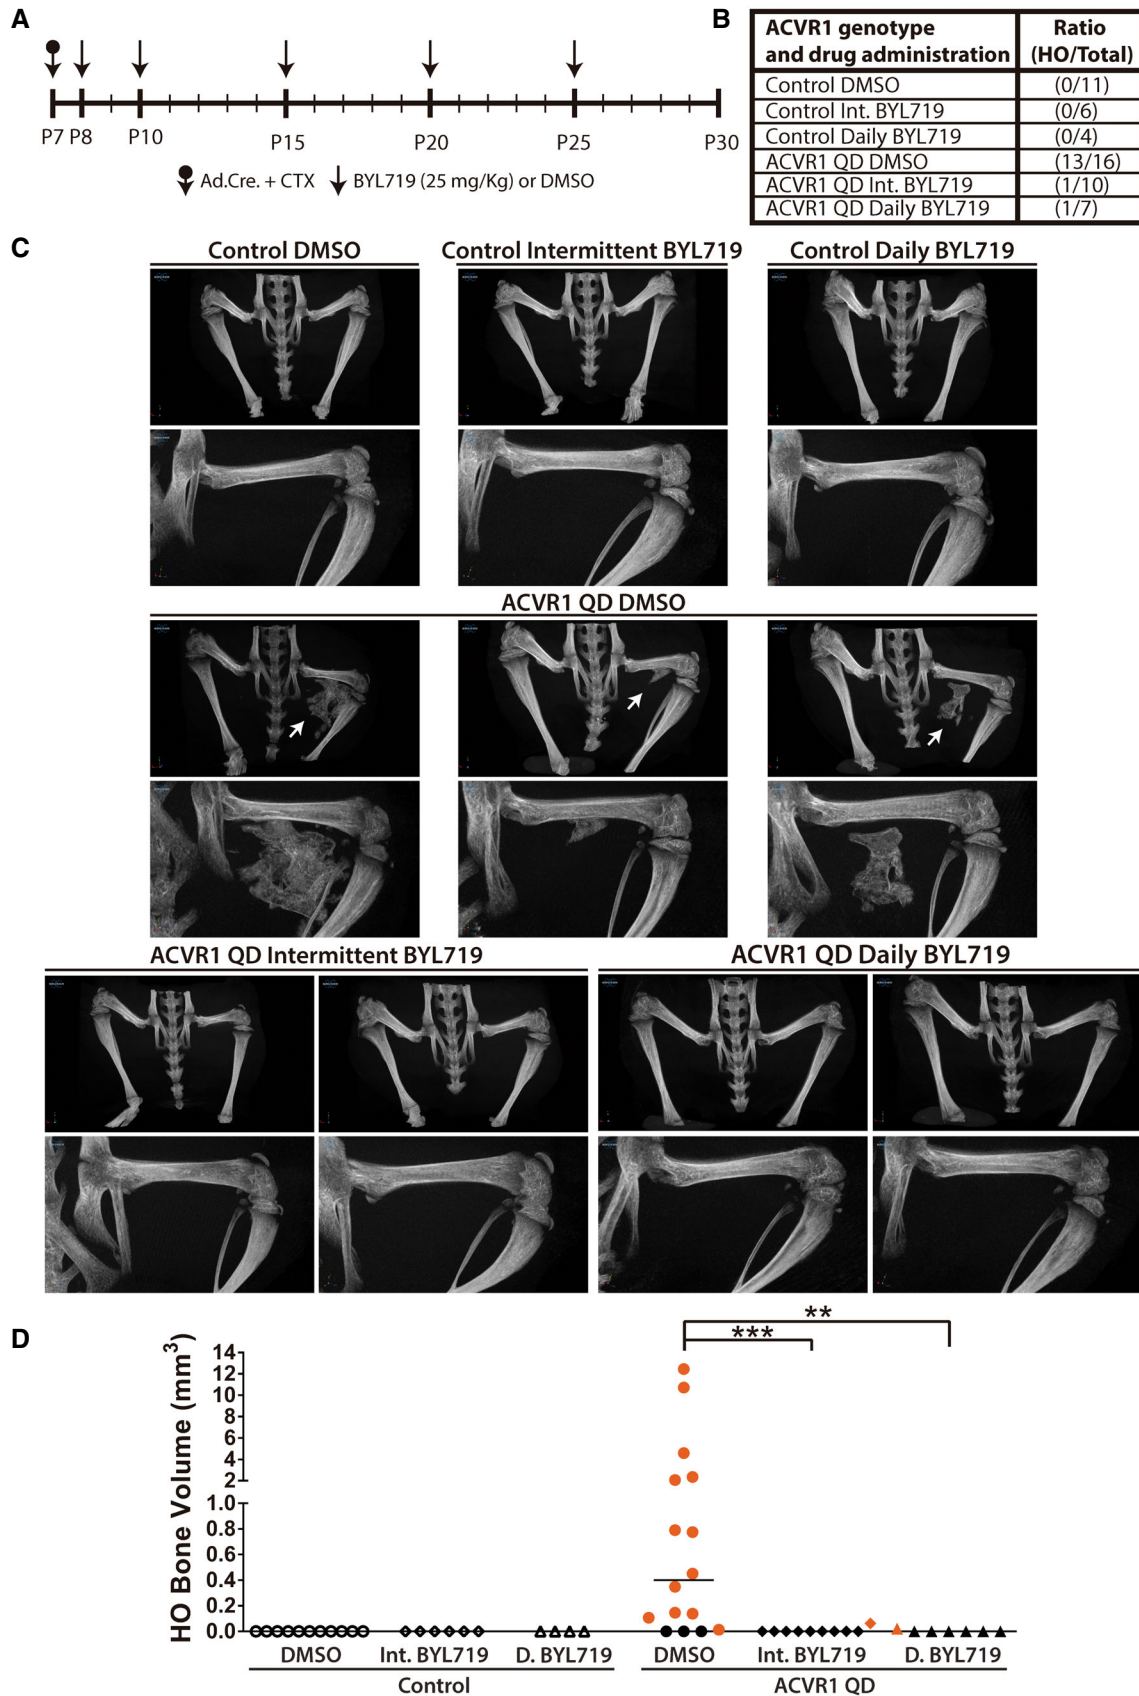 A
P7 P8 P10 P15 P20 P25 P30
Ad.Cre. + CTX BYL719 (25 mg/Kg) or DMSO
B
ACVR1 genotype and drug administration Ratio (HO/Total)
Control DMSO (0/11)
Control Int. BYL719 (0/6)
Control Daily BYL719 (0/4)
ACVR1 QD DMSO (13/16)
ACVR1 QD Int. BYL719 (1/10)
ACVR1 QD Daily BYL719 (1/7)
C
Control DMSO Control Intermittent BYL719 Control Daily BYL719
ACVR1 QD DMSO
ACVR1 QD Intermittent BYL719 ACVR1 QD Daily BYL719
D
**
***
HO Bone Volume (mm3)
14
12
10
8
6
4
2
1.0
0.8
0.6
0.4
0.2
0.0
DMSO Int. BYL719 D. BYL719 DMSO Int. BYL719 D. BYL719
Control ACVR1 QD